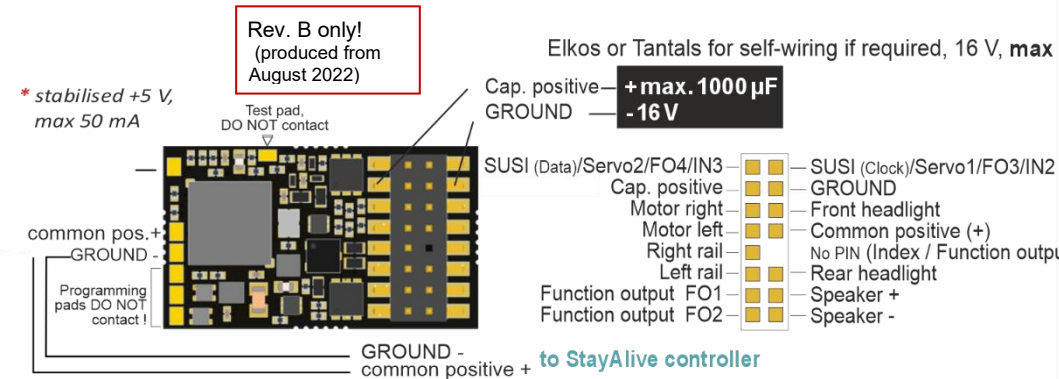 Rev. B only!
(produced from
August 2022)
Elkos or Tantals for self-wiring if required, 16 V, max
* stabilised +5 V,
max 50 mA
Test pad,
DO NOT contact
Cap. positive
GROUND
+ max. 1000 µF
- 16 V
SUSI (Data)/Servo2/FO4/IN3
SUSI (Clock)/Servo1/FO3/IN2
Cap. positive
GROUND
Motor right
Front headlight
Motor left
Common positive (+)
Right rail
No PIN (Index / Function outpu
Left rail
Rear headlight
Function output FO1
Speaker +
Function output FO2
Speaker -
common pos.+
GROUND -
Programming
pads DO NOT
contact !
GROUND -
common positive +
to StayAlive controller